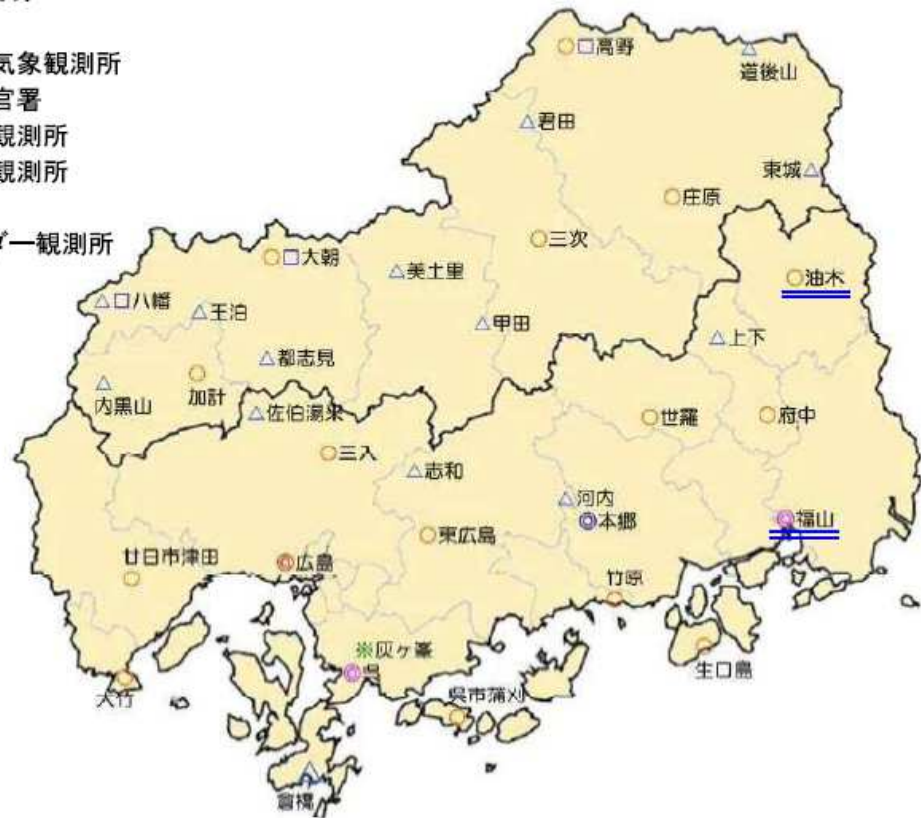 気象観測所
官署
観測所
観測所
ダー観測所
高野
道後山
君田
東城
庄原
三次
大朝
美土里
油木
八幡
王泊
甲田
上下
都志見
内黒山
加計
佐伯湯来
世羅
府中
三入
志和
河内
本郷
福山
東広島
廿日市津田
広島
竹原
※灰ヶ峯
呉
生口島
大竹
呉市蒲刈
倉橋